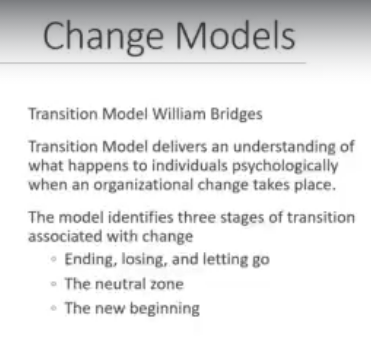 Change Models
Transition Model William Bridges
Transition Model delivers an understanding of
what happens to individuals psychologically
when an organizational change takes place.
The model identifies three stages of transition
associated with change
◦ Ending, losing, and letting go
◦ The neutral zone
◦ The new beginning